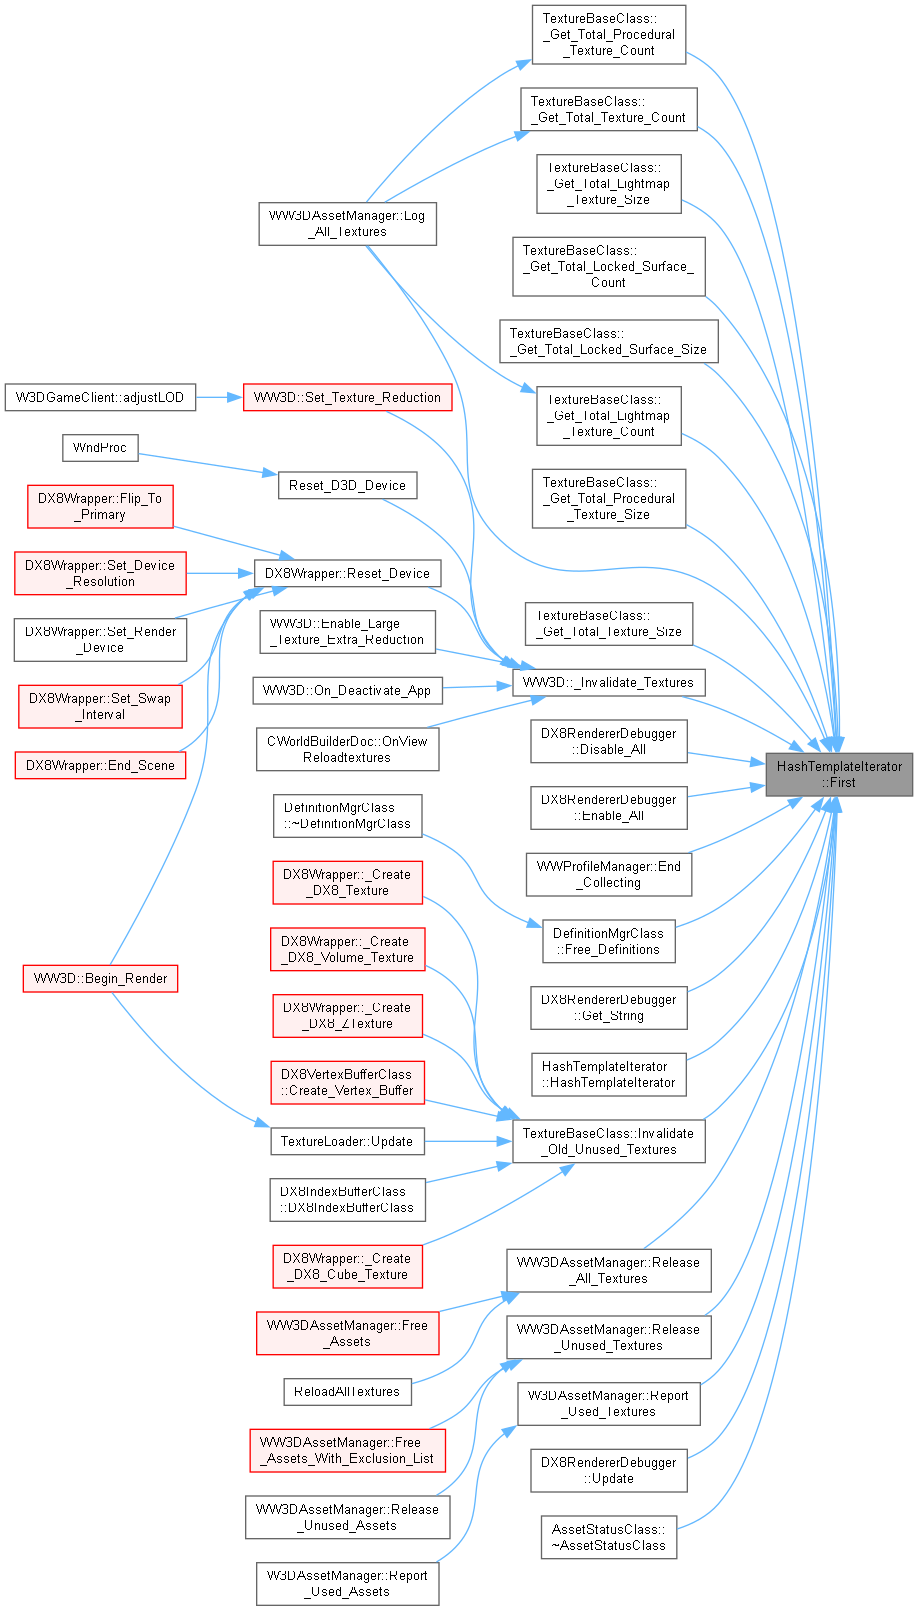 TextureBaseClass::
_Get_Total_Procedural
_Texture_Count
TextureBaseClass::
_Get_Total_Texture_Count
TextureBaseClass::
_Get_Total_Lightmap
_Texture_Size
WW3DAssetManager::Log
_All_Textures
TextureBaseClass::
_Get_Total_Locked_Surface_
Count
TextureBaseClass::
_Get_Total_Locked_Surface_Size
W3DGameClient::adjustLOD
WW3D::Set_Texture_Reduction
TextureBaseClass::
_Get_Total_Lightmap
_Texture_Count
WndProc
Reset_D3D_Device
TextureBaseClass::
_Get_Total_Procedural
_Texture_Size
DX8Wrapper::Flip_To
_Primary
DX8Wrapper::Set_Device
_Resolution
DX8Wrapper::Reset_Device
DX8Wrapper::Set_Render
_Device
WW3D::Enable_Large
_Texture_Extra_Reduction
TextureBaseClass::
_Get_Total_Texture_Size
DX8Wrapper::Set_Swap
_Interval
WW3D::On_Deactivate_App
WW3D::_Invalidate_Textures
DX8Wrapper::End_Scene
CWorldBuilderDoc::OnView
Reloadtextures
DX8RendererDebugger
::Disable_All
HashTemplateIterator
::First
DefinitionMgrClass
::~DefinitionMgrClass
DX8RendererDebugger
::Enable_All
DX8Wrapper::_Create
_DX8_Texture
WWProfileManager::End
_Collecting
DX8Wrapper::_Create
_DX8_Volume_Texture
DefinitionMgrClass
::Free_Definitions
WW3D::Begin_Render
DX8Wrapper::_Create
_DX8_ZTexture
DX8RendererDebugger
::Get_String
DX8VertexBufferClass
::Create_Vertex_Buffer
HashTemplateIterator
::HashTemplateIterator
TextureLoader::Update
TextureBaseClass::Invalidate
_Old_Unused_Textures
DX8IndexBufferClass
::DX8IndexBufferClass
DX8Wrapper::_Create
_DX8_Cube_Texture
WW3DAssetManager::Release
_All_Textures
WW3DAssetManager::Free
_Assets
WW3DAssetManager::Release
_Unused_Textures
ReloadAllTextures
W3DAssetManager::Report
_Used_Textures
WW3DAssetManager::Free
_Assets_With_Exclusion_List
DX8RendererDebugger
::Update
WW3DAssetManager::Release
_Unused_Assets
AssetStatusClass::
~AssetStatusClass
W3DAssetManager::Report
_Used_Assets